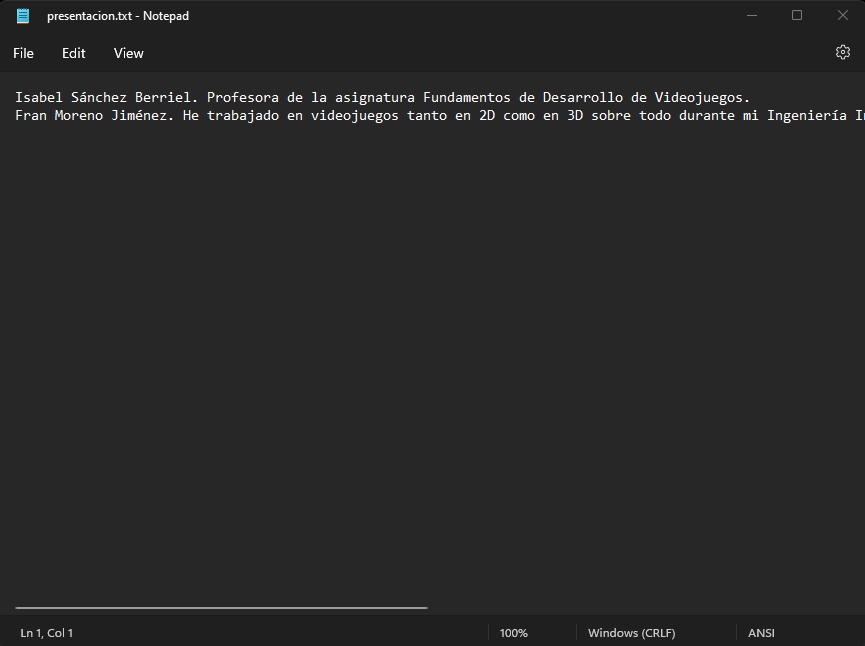 presentacion.txt - Notepad
File Edit View
Isabel Sánchez Berriel. Profesora de la asignatura Fundamentos de Desarrollo de Videojuegos.
Fran Moreno Jiménez. He trabajado en videojuegos tanto en 2D como en 3D sobre todo durante mi Ingeniería
Ln 1, Col 1 100% Windows (CRLF) ANSI